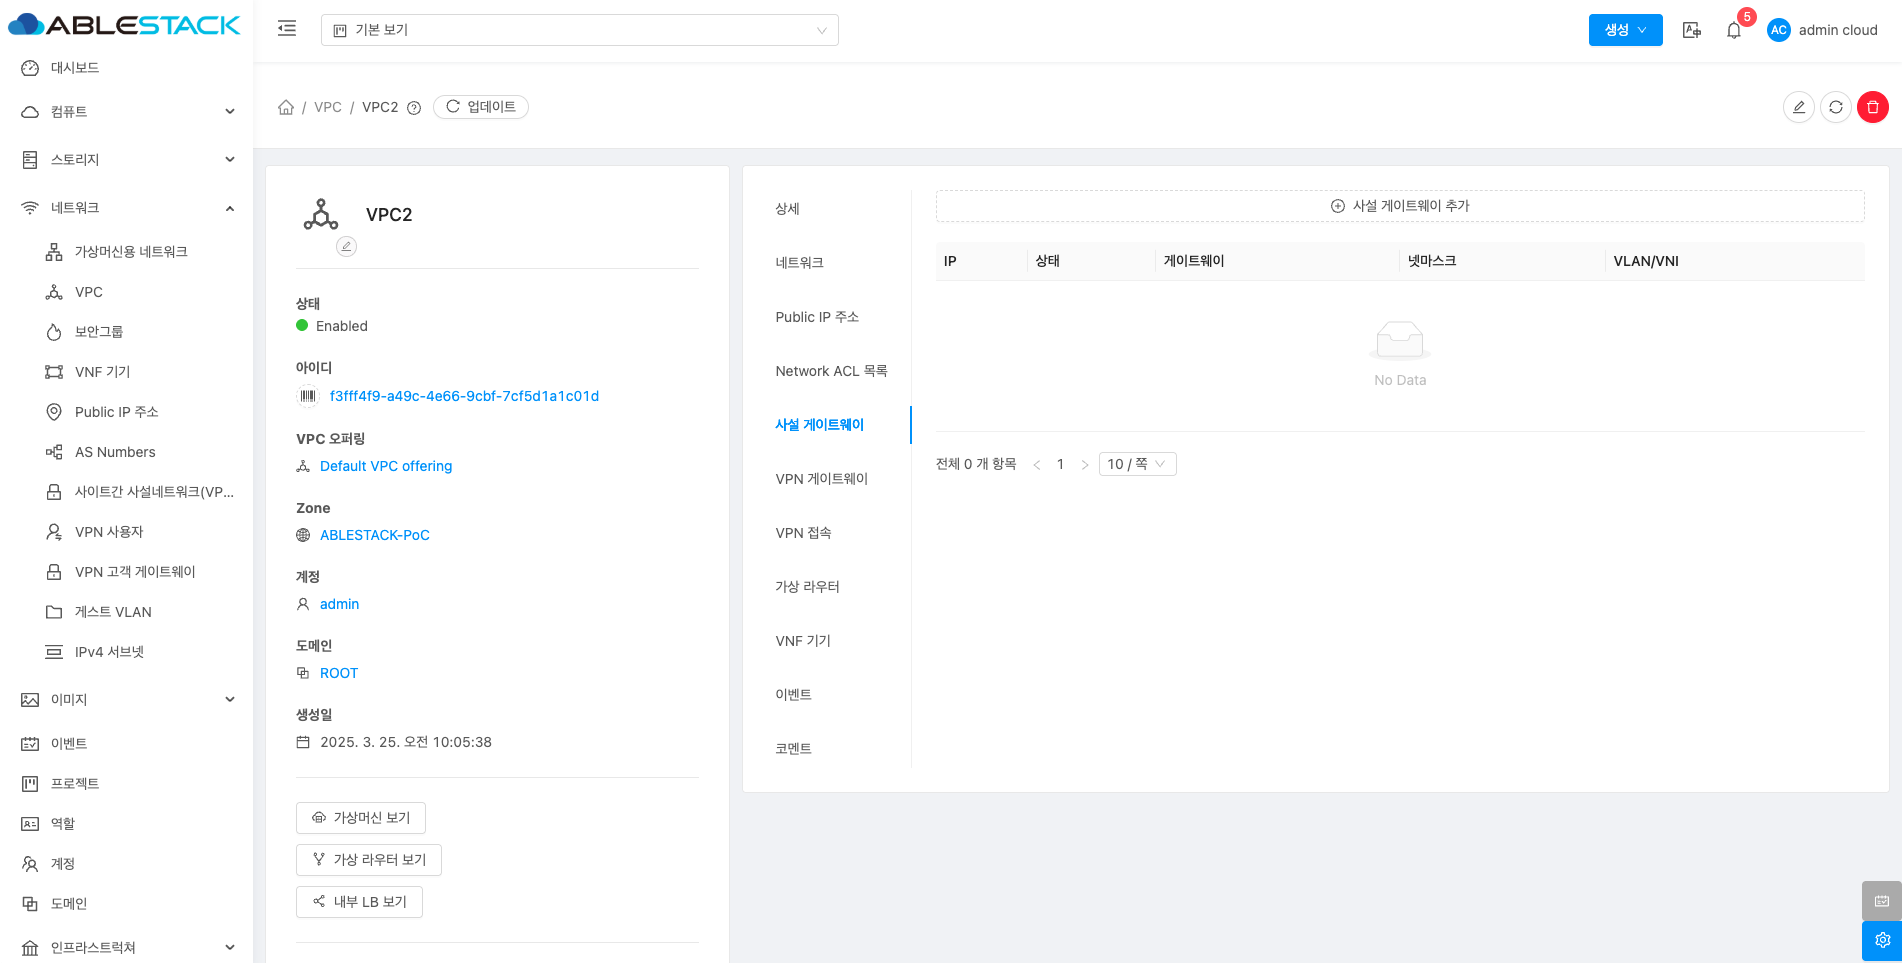 ABLESTACK
기본 보기
생성
5
AC
admin cloud
대시보드
컴퓨트
스토리지
네트워크
가상머신용 네트워크
VPC
보안그룹
VNF 기기
Public IP 주소
AS Numbers
사이트간 사설네트워크(VP...
VPN 사용자
VPN 고객 게이트웨이
게스트 VLAN
IPv4 서브넷
이미지
이벤트
프로젝트
역할
계정
도메인
인프라스트럭쳐
/ VPC / VPC2
업데이트
VPC2
상태
Enabled
아이디
f3fff4f9-a49c-4e66-9cbf-7cf5d1a1c01d
VPC 오퍼링
Default VPC offering
Zone
ABLESTACK-PoC
계정
admin
도메인
ROOT
생성일
2025. 3. 25. 오전 10:05:38
가상머신 보기
가상 라우터 보기
내부 LB 보기
상세
네트워크
Public IP 주소
Network ACL 목록
사설 게이트웨이
VPN 게이트웨이
VPN 접속
가상 라우터
VNF 기기
이벤트
코멘트
사설 게이트웨이 추가
IP 상태 게이트웨이 넷마스크 VLAN/VNI
No Data
전체 0 개 항목 < 1 > 10 / 쪽